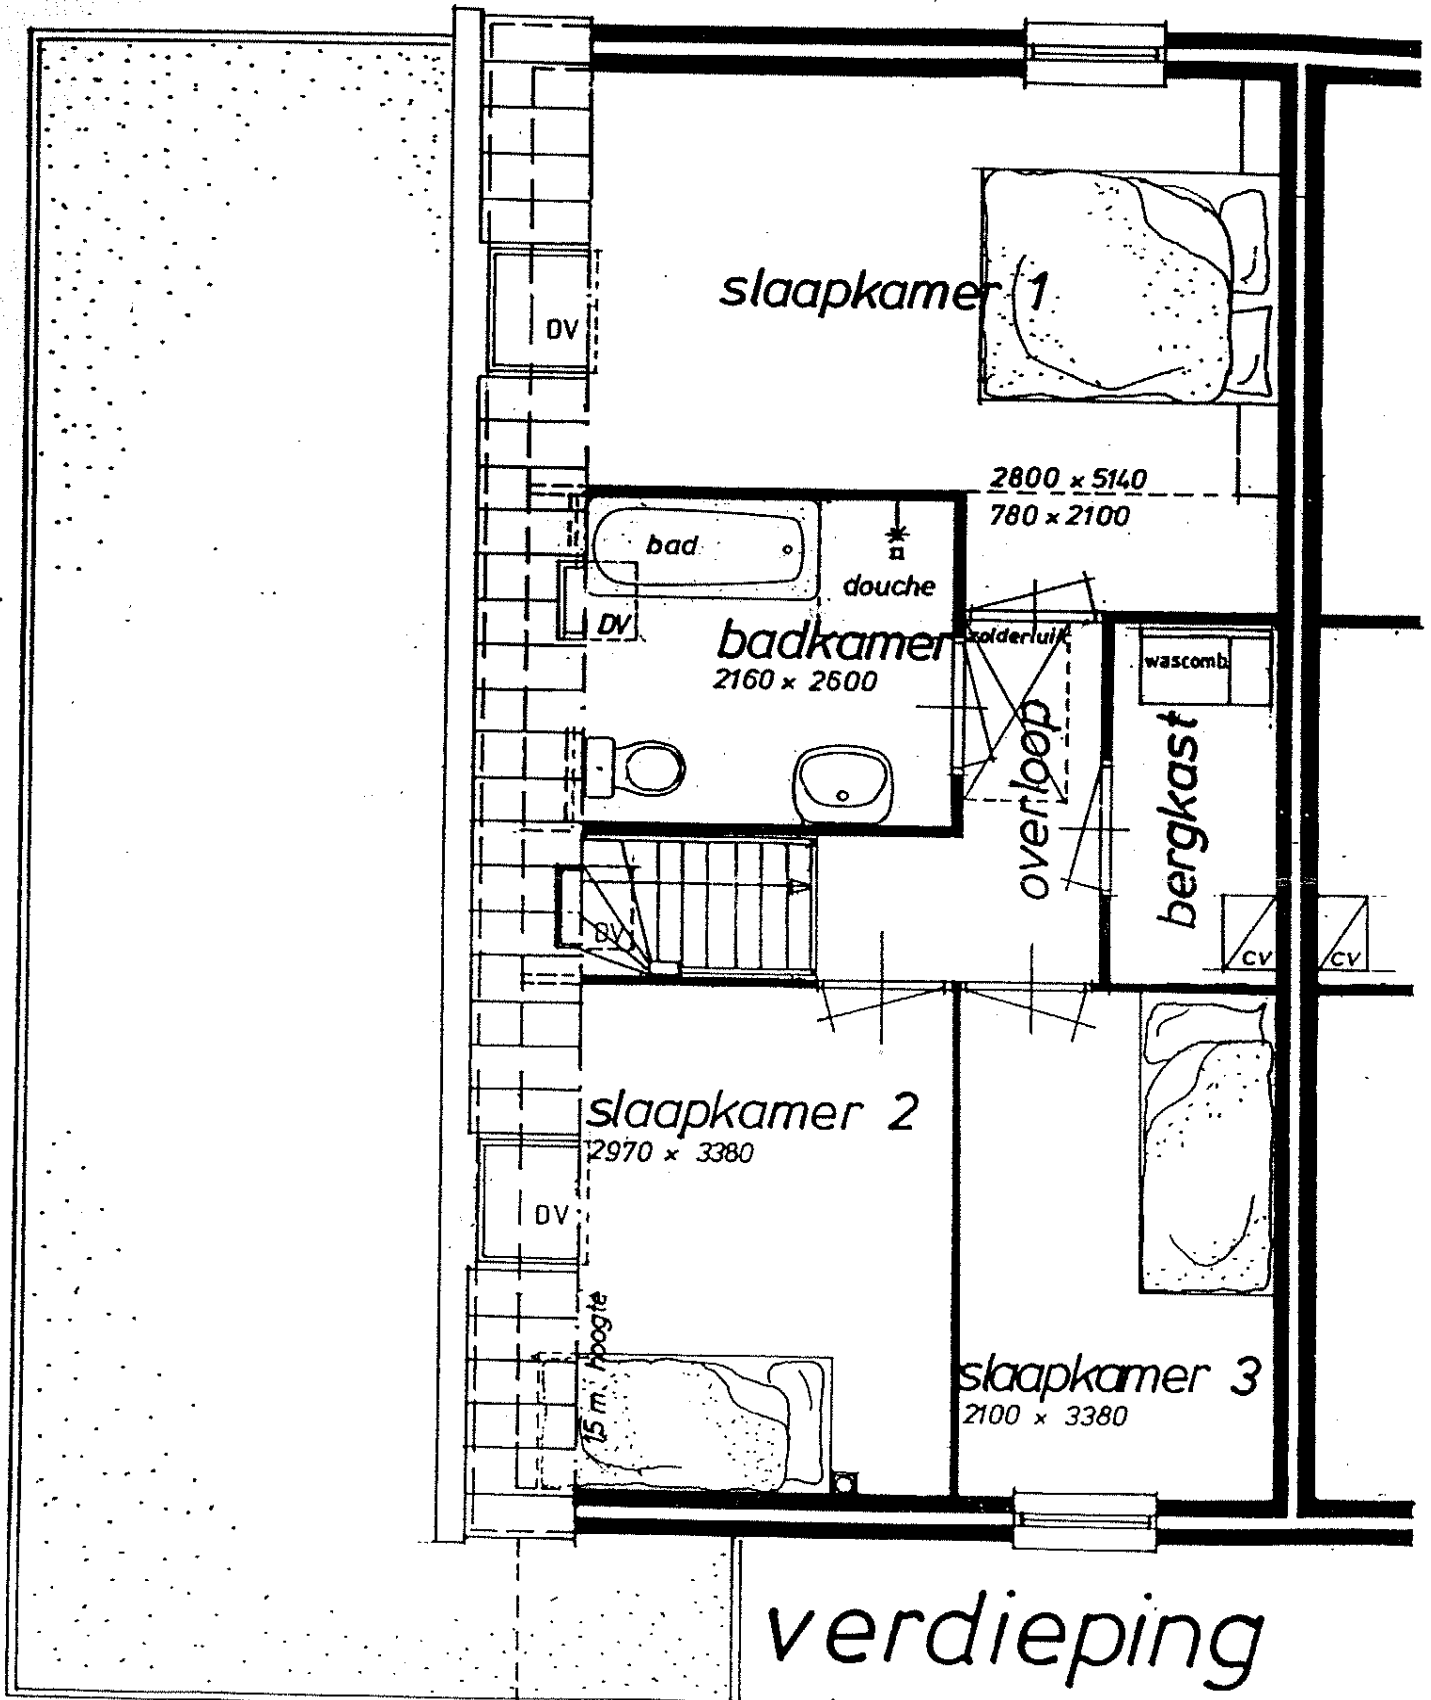 slaapkamer 1
DV
2800 x 5140
780 x 2100
bad
douche
DV
badkamer
2160 x 2600
zolderluik
wascomb.
overloop
bergkast
DV
CV
CV
slaapkamer 2
2970 x 3380
DV
1.5 m. hoogte
slaapkamer 3
2100 x 3380
verdieping